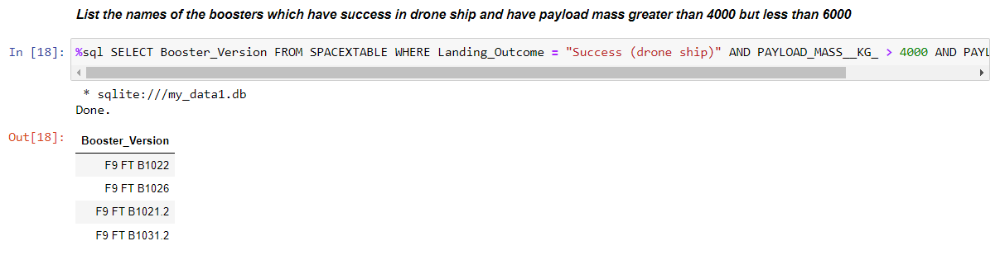 List the names of the boosters which have success in drone ship and have payload mass greater than 4000 but less than 6000
In [18]: %sql SELECT Booster_Version FROM SPACEXTABLE WHERE Landing_Outcome = "Success (drone ship)" AND PAYLOAD_MASS__KG_ > 4000 AND PAYL
* sqlite:///my_data1.db
Done.
Out[18]:
Booster_Version
F9 FT B1022
F9 FT B1026
F9 FT B1021.2
F9 FT B1031.2